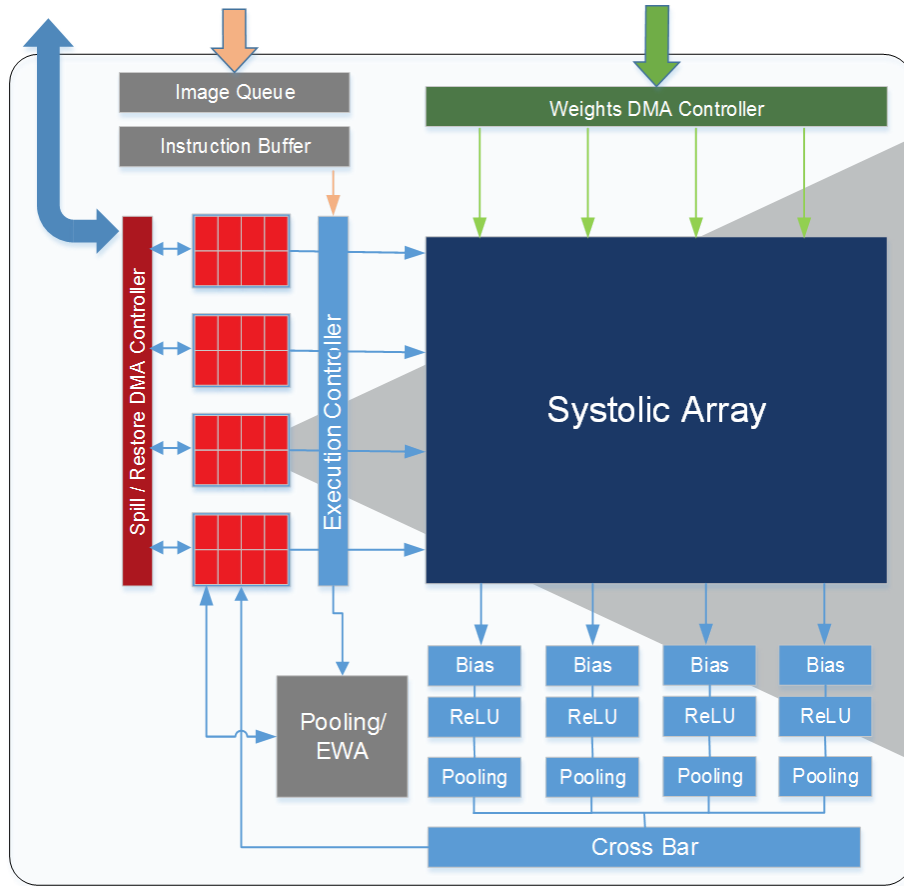 Image Queue
Weights DMA Controller
Instruction Buffer
Spill / Restore DMA Controller
Execution Controller
Systolic Array
Bias
Bias
Bias
Bias
ReLU
ReLU
ReLU
ReLU
Pooling/
EWA
Pooling
Pooling
Pooling
Pooling
Cross Bar